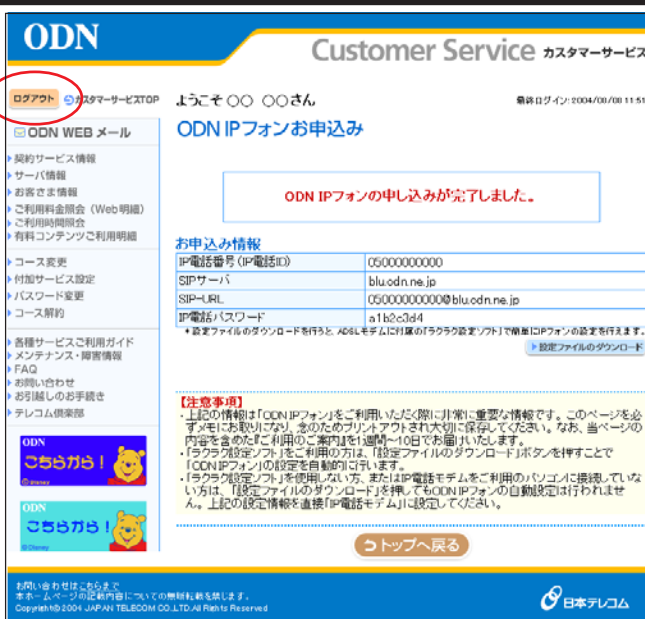 ODN
Customer Service カスタマーサービス
ログアウト
カスタマーサービスTOP
ようこそ○○ ○○さん
最終ログイン:2004/08/08 11:51
ODN WEB メール
契約サービス情報
サーバ情報
お客さま情報
ご利用料金照会（Web明細）
ご利用時間照会
有料コンテンツご利用明細
コース変更
付加サービス設定
パスワード変更
コース解約
各種サービスご利用ガイド
メンテナンス・障害情報
FAQ
お問い合わせ
お引越しのお手続き
テレコム倶楽部
ODN
こちらから!
©Disney
ODN
こちらから!
©Disney
ODN IPフォンお申込み
ODN IPフォンの申し込みが完了しました。
お申込み情報
IP電話番号(IP電話ID) 05000000000
SIPサーバ blu.odn.ne.jp
SIP-URL 05000000000@blu.odn.ne.jp
IP電話パスワード a1b2c3d4
*設定ファイルのダウンロードを行うと、ADSLモデムに付属の「ラクラク設定ソフト」で簡単にIPフォンの設定を行えます。
設定ファイルのダウンロード
【注意事項】
・上記の情報は「ODN IPフォン」をご利用いただく際に非常に重要な情報です。このページを必
ずメモにお取りになり、念のためプリントアウトされ大切に保存してください。なお、当ページの
内容を含めた『ご利用のご案内』を1週間～10日でお届けいたします。
・「ラクラク設定ソフト」をご利用の方は、「設定ファイルのダウンロード」ボタンを押すことで
「ODN IPフォン」の設定を自動的に行います。
・「ラクラク設定ソフト」を使用しない方、またはIP電話モデムをご利用のパソコンに接続していな
い方は、「設定ファイルのダウンロード」を押してもODN IPフォンの自動設定は行われませ
ん。上記の設定情報を直接「IP電話モデム」に設定してください。
トップへ戻る
お問い合わせはこちらまで
本ホームページの記載内容についての無断転載を禁じます。
Copyright© 2004 JAPAN TELECOM CO.,LTD.All Rights Reserved
日本テレコム